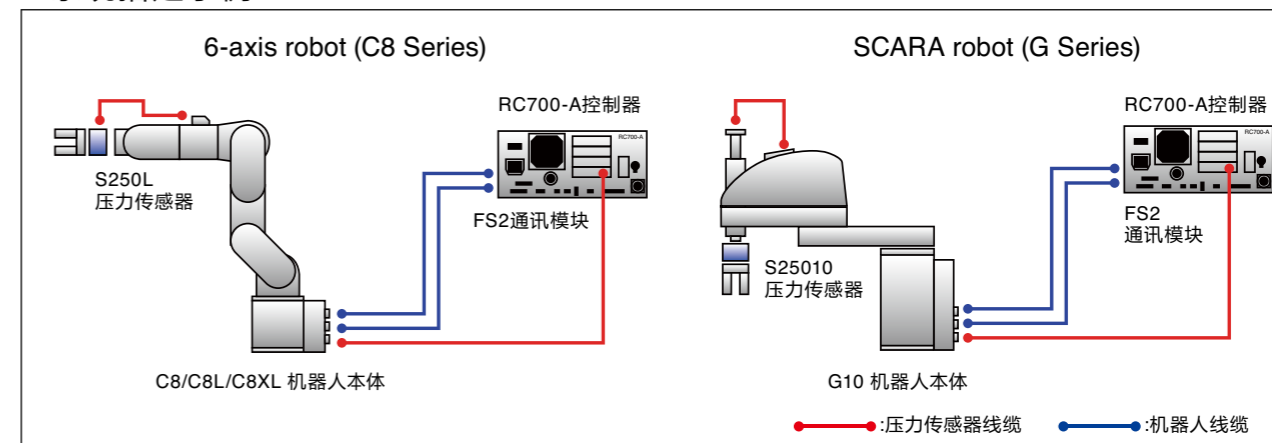 6-axis robot (C8 Series)
SCARA robot (G Series)
RC700-A控制器
RC700-A
S250L
压力传感器
FS2通讯模块
C8/C8L/C8XL 机器人本体
RC700-A控制器
RC700-A
FS2
通讯模块
S25010
压力传感器
G10 机器人本体
:压力传感器线缆
:机器人线缆